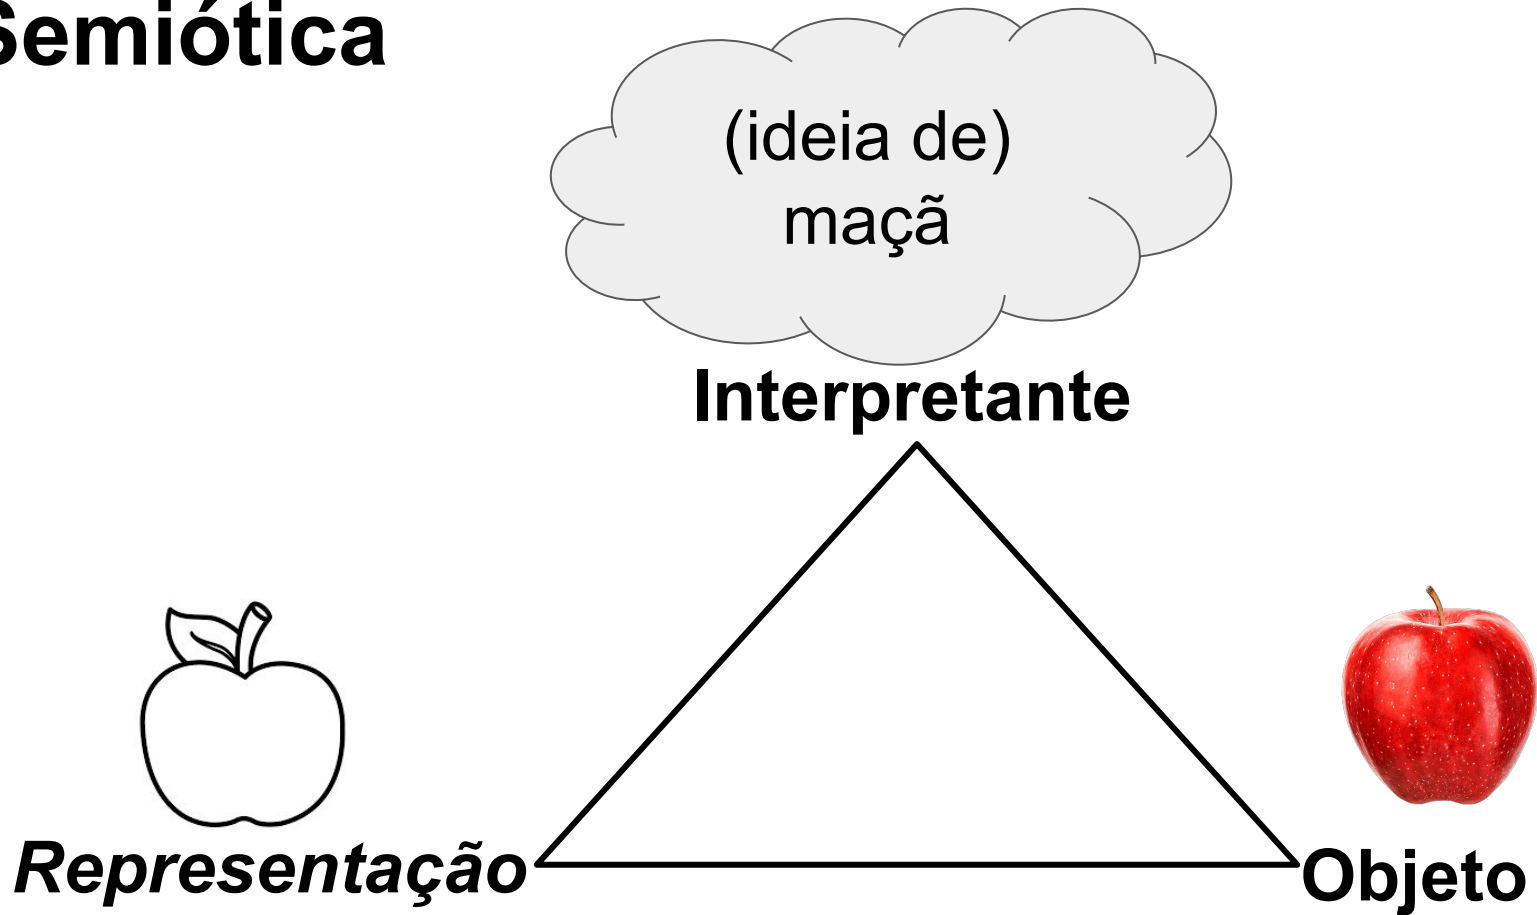 Semiótica
(ideia de)
maçã
Interpretante
Representação
Objeto